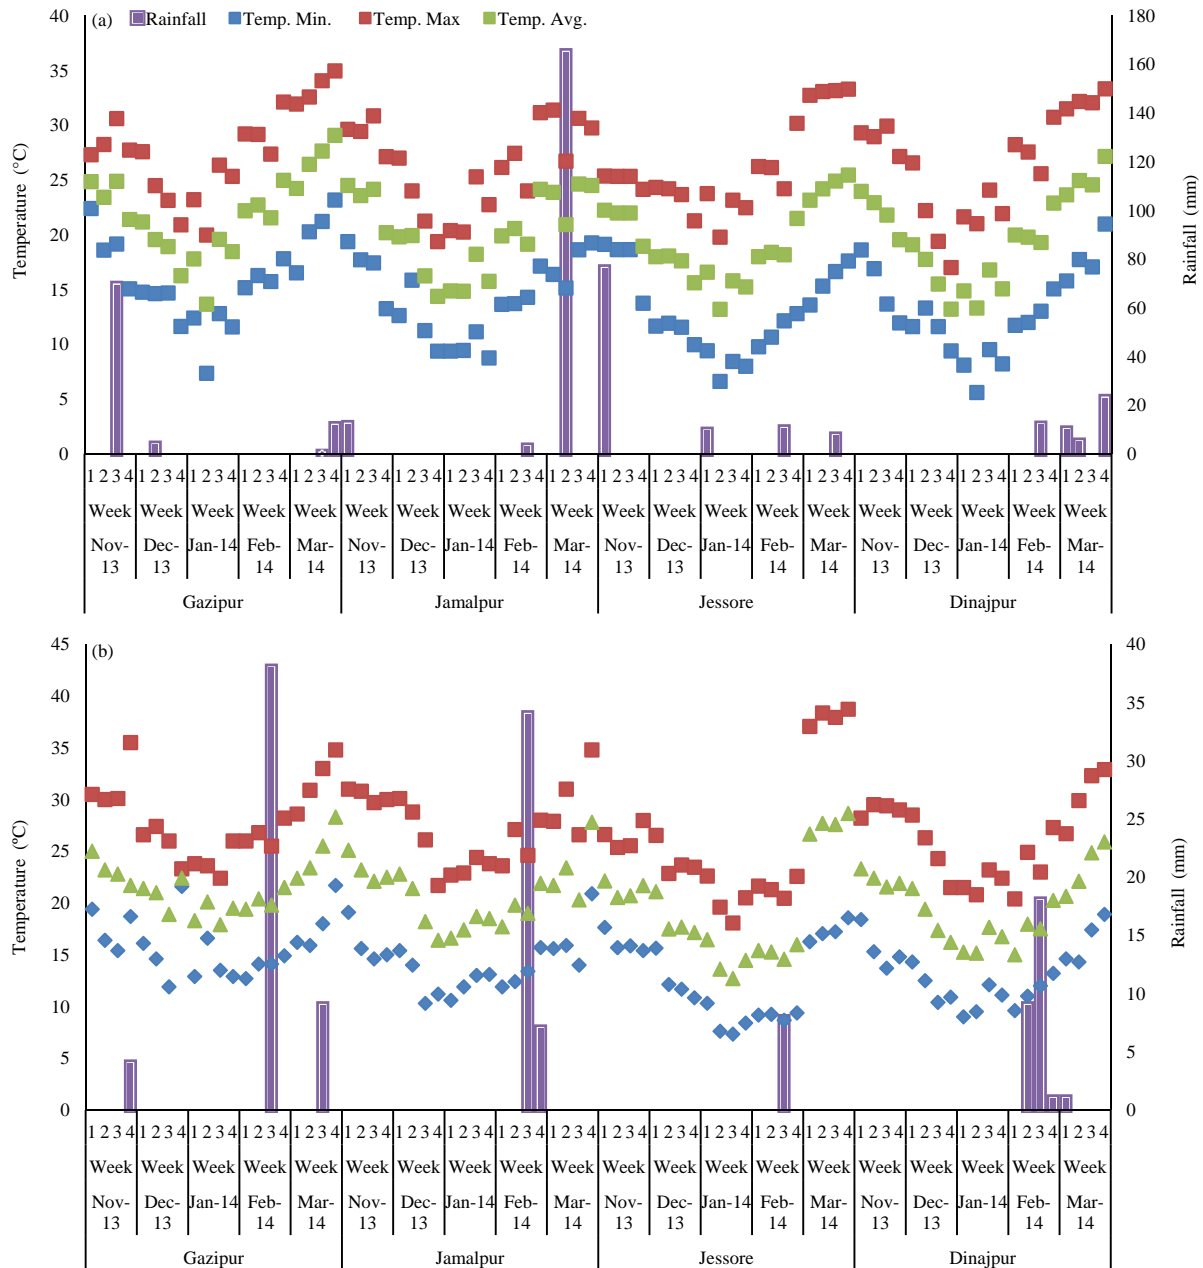 (a) Rainfall Temp. Min. Temp. Max Temp. Avg.
Temperature (°C)
40
35
30
25
20
15
10
5
0
Rainfall (mm)
180
160
140
120
100
80
60
40
20
0
1 2 3 4 1 2 3 4 1 2 3 4 1 2 3 4 1 2 3 4 1 2 3 4 1 2 3 4 1 2 3 4 1 2 3 4 1 2 3 4 1 2 3 4 1 2 3 4 1 2 3 4 1 2 3 4 1 2 3 4 1 2 3 4 1 2 3 4 1 2 3 4 1 2 3 4 1 2 3 4
Week Week Week Week Week Week Week Week Week Week Week Week Week Week Week Week Week Week Week Week
Nov- Dec- Jan-14 Feb- Mar- Nov- Dec- Jan-14 Feb- Mar- Nov- Dec- Jan-14 Feb- Mar- Nov- Dec- Jan-14 Feb- Mar-
13 13 14 14 13 13 14 14 13 13 14 14 13 13 14 14
Gazipur Jamalpur Jessore Dinajpur
(b)
Temperature (°C)
45
40
35
30
25
20
15
10
5
0
Rainfall (mm)
40
35
30
25
20
15
10
5
0
1 2 3 4 1 2 3 4 1 2 3 4 1 2 3 4 1 2 3 4 1 2 3 4 1 2 3 4 1 2 3 4 1 2 3 4 1 2 3 4 1 2 3 4 1 2 3 4 1 2 3 4 1 2 3 4 1 2 3 4 1 2 3 4 1 2 3 4 1 2 3 4 1 2 3 4 1 2 3 4
Week Week Week Week Week Week Week Week Week Week Week Week Week Week Week Week Week Week Week Week
Nov- Dec- Jan-14 Feb- Mar- Nov- Dec- Jan-14 Feb- Mar- Nov- Dec- Jan-14 Feb- Mar- Nov- Dec- Jan-14 Feb- Mar-
13 13 14 14 13 13 14 14 13 13 14 14 13 13 14 14
Gazipur Jamalpur Jessore Dinajpur